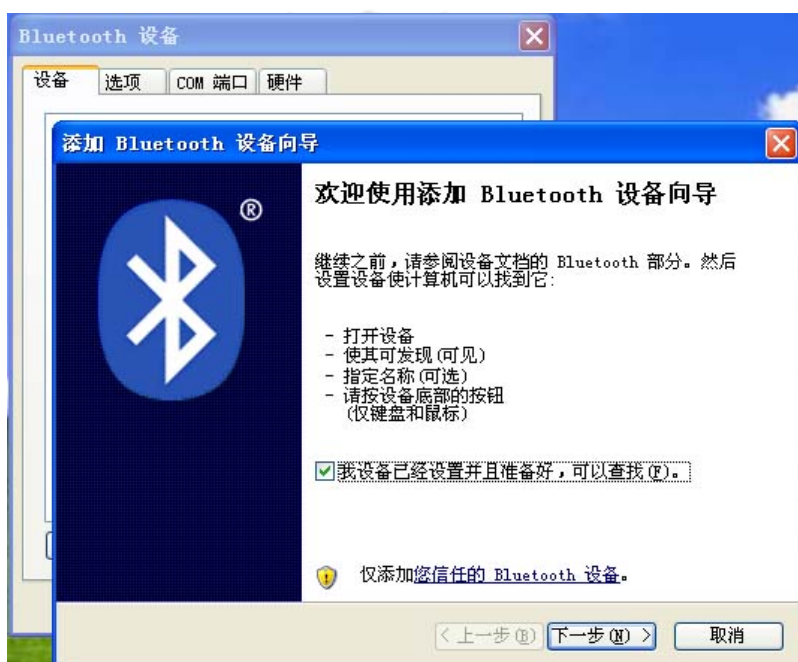 Bluetooth 设备
设备 选项 COM 端口 硬件
添加 Bluetooth 设备向导
®
欢迎使用添加 Bluetooth 设备向导
继续之前，请参阅设备文档的 Bluetooth 部分。然后
设置设备使计算机可以找到它：
- 打开设备
- 使其可发现(可见)
- 指定名称(可选)
- 请按设备底部的按钮
(仅键盘和鼠标)
我设备已经设置并且准备好，可以查找(F)。
仅添加您信任的 Bluetooth 设备。
< 上一步(B) 下一步(N) > 取消